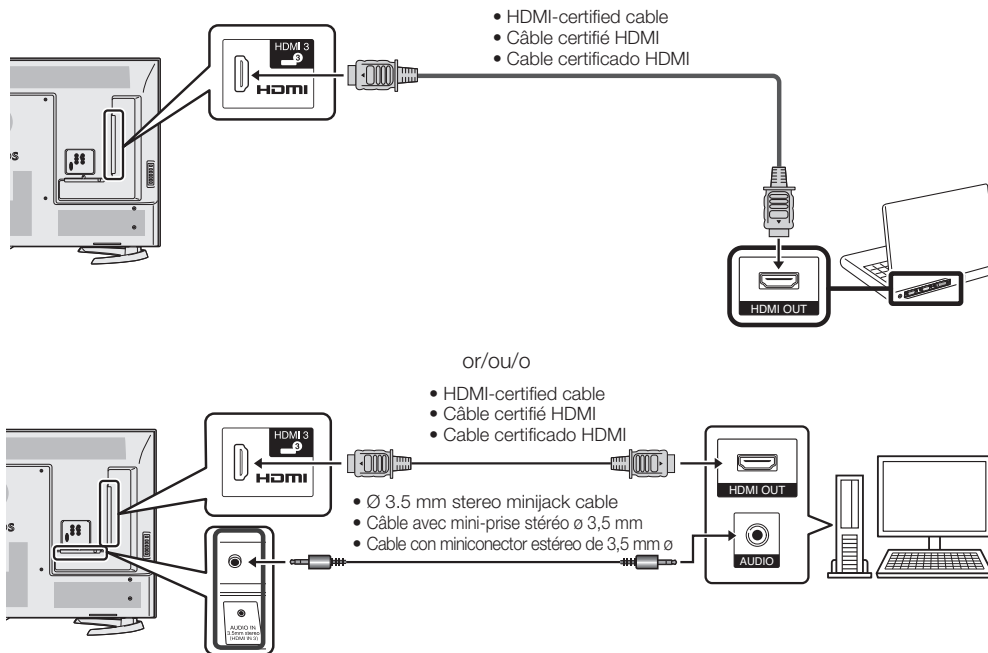 • HDMI-certified cable
• Câble certifié HDMI
• Cable certificado HDMI
HDMI 3
3
HDMI
HDMI OUT
or/ou/o
• HDMI-certified cable
• Câble certifié HDMI
• Cable certificado HDMI
HDMI 3
3
HDMI
HDMI OUT
• Ø 3.5 mm stereo minijack cable
• Câble avec mini-prise stéréo ø 3,5 mm
• Cable con miniconector estéreo de 3,5 mm ø
AUDIO
AUDIO IN
3.5mm stereo
(HDMI IN 3)